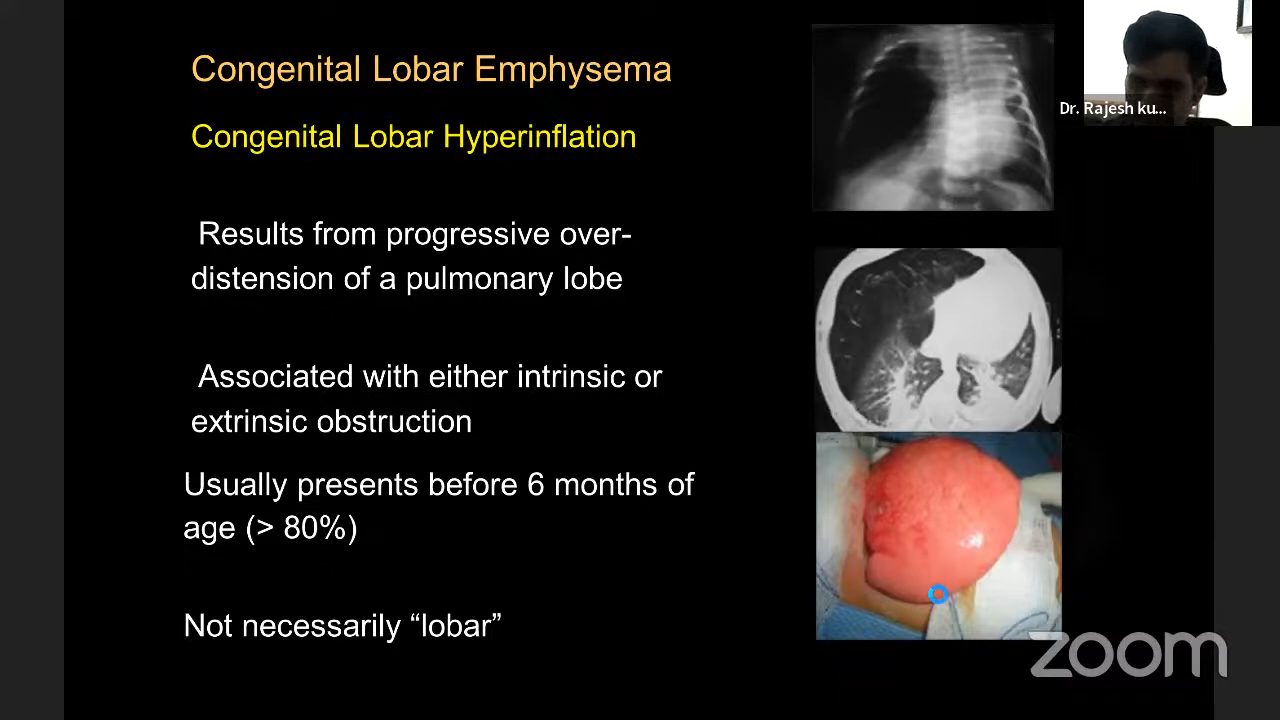 Congenital Lobar Emphysema
Congenital Lobar Hyperinflation
Results from progressive over-
distension of a pulmonary lobe
Associated with either intrinsic or
extrinsic obstruction
Usually presents before 6 months of
age (> 80%)
Not necessarily “lobar”
Dr. Rajesh ku...
zoom